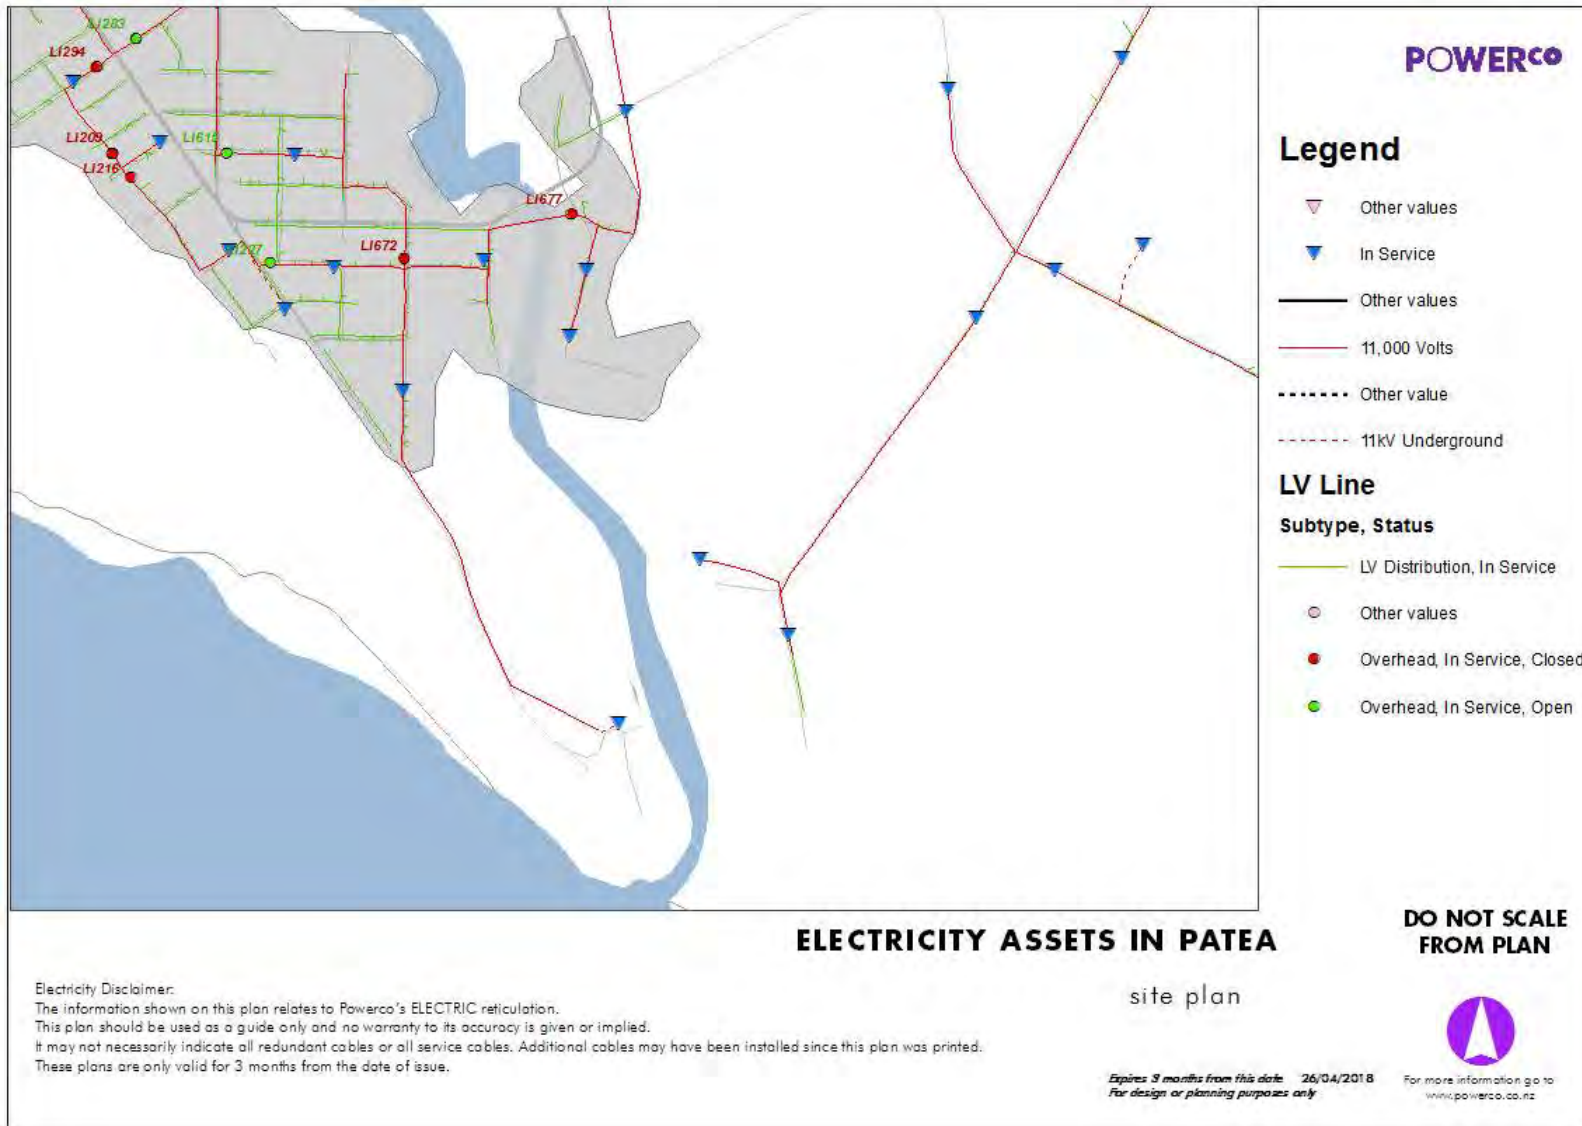 LI283
LI294
LI209
LI216
LI677
LI672
POWERCO
Legend
Other values
In Service
Other values
11,000 Volts
Other value
11kV Underground
LV Line
Subtype, Status
LV Distribution, In Service
Other values
Overhead, In Service, Closed
Overhead, In Service, Open
ELECTRICITY ASSETS IN PATEA
site plan
DO NOT SCALE
FROM PLAN
Electricity Disclaimer:
The information shown on this plan relates to Powerco's ELECTRIC reticulation.
This plan should be used as a guide only and no warranty to its accuracy is given or implied.
It may not necessarily indicate all redundant cables or all service cables. Additional cables may have been installed since this plan was printed.
These plans are only valid for 3 months from the date of issue.
Expires 3 months from this date 26/04/2018
For design or planning purposes only
For more information go to
www.powerco.co.nz